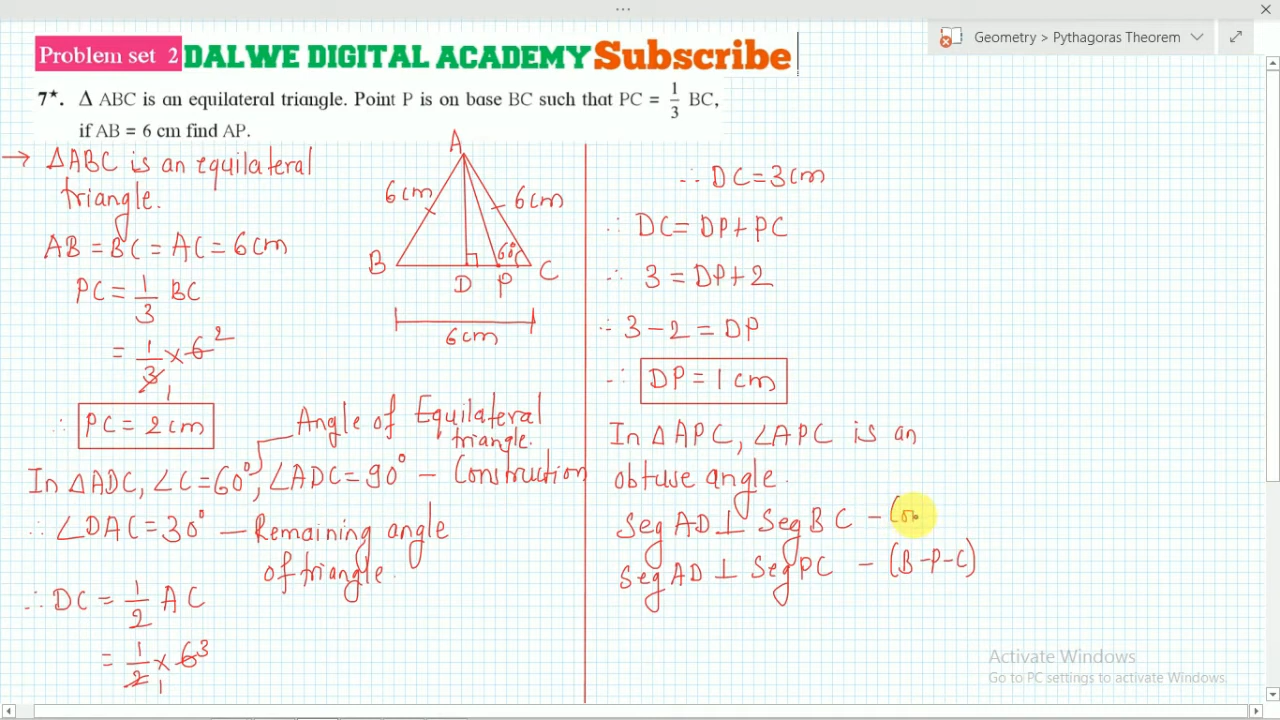 Geometry ~ Pythagoras Theorem
Problem set 2 DALWE DIGITAL ACADEMY Subscribe
7★. Δ ABC is an equilateral triangle. Point P is on base BC such that PC = 1/3 BC,
if AB = 6 cm find AP.
→ ΔABC is an equilateral
triangle.
AB = BC = AC = 6cm
PC = 1/3 BC
= 1/3 × 6 2
1
∴ PC = 2cm
Angle of Equilateral
triangle.
In ΔADC, ∠C = 60°, ∠ADC = 90° – Construction
∴ ∠DAC = 30° – Remaining angle
of triangle.
∴ DC = 1/2 AC
= 1/2 × 6 3
1
A
6cm
6cm
60°
B
D
P
C
6cm
∴ DC = 3cm
∴ DC = DP + PC
∴ 3 = DP + 2
∴ 3 – 2 = DP
∴ DP = 1 cm
In ΔAPC, ∠APC is an
obtuse angle.
Seg AD ⊥ Seg BC – (on
Seg AD ⊥ Seg PC – (B-P-C)
Activate Windows
Go to PC settings to activate Windows.